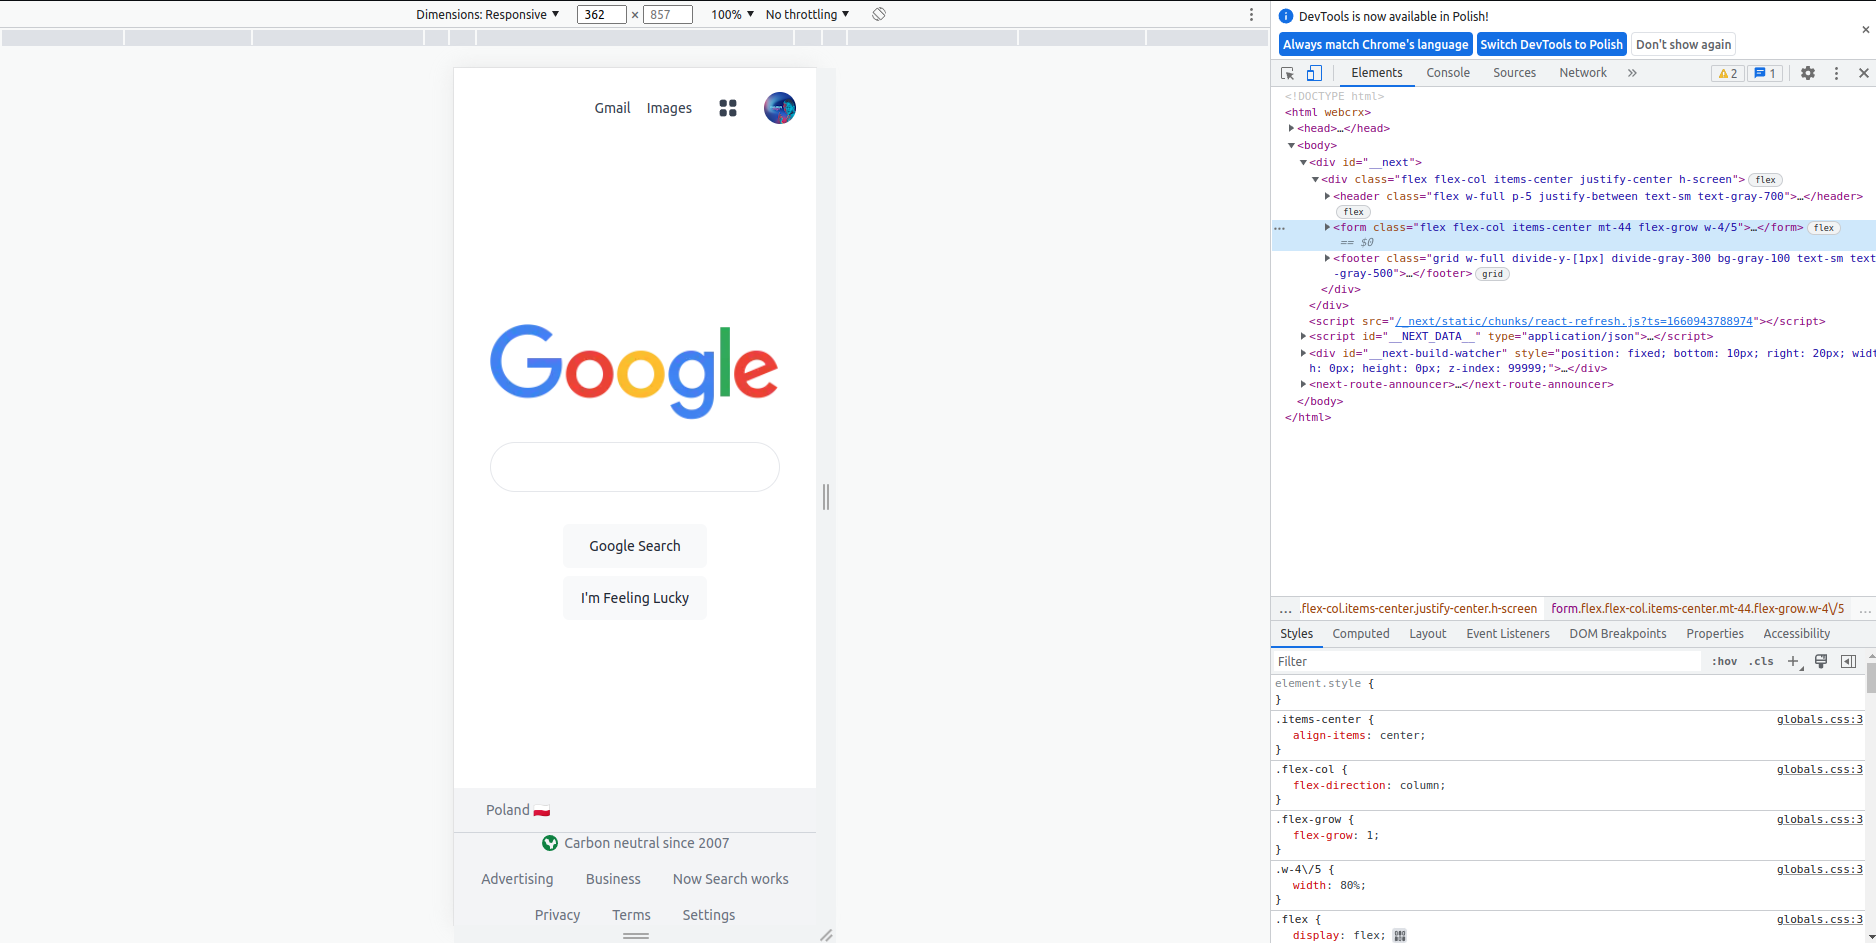 Dimensions: Responsive ▼ 362 × 857 100% ▼ No throttling ▼
Gmail Images
Google
Google Search
I'm Feeling Lucky
Poland 🇵🇱
Carbon neutral since 2007
Advertising Business Now Search works
Privacy Terms Settings
DevTools is now available in Polish!
Always match Chrome's language Switch DevTools to Polish Don't show again
Elements Console Sources Network » 2 1
<!DOCTYPE html>
<html webcrx>
<head>…</head>
<body>
<div id="__next">
<div class="flex flex-col items-center justify-center h-screen"> flex
<header class="flex w-full p-5 justify-between text-sm text-gray-700">…</header>
flex
<form class="flex flex-col items-center mt-44 flex-grow w-4/5">…</form> flex
== $0
<footer class="grid w-full divide-y-[1px] divide-gray-300 bg-gray-100 text-sm text
-gray-500">…</footer> grid
</div>
</div>
<script src="/_next/static/chunks/react-refresh.js?ts=1660943788974"></script>
<script id="__NEXT_DATA__" type="application/json">…</script>
<div id="__next-build-watcher" style="position: fixed; bottom: 10px; right: 20px; widt
h: 0px; height: 0px; z-index: 99999;">…</div>
<next-route-announcer>…</next-route-announcer>
</body>
</html>
… .flex-col.items-center.justify-center.h-screen form.flex.flex-col.items-center.mt-44.flex-grow.w-4\/5 …
Styles Computed Layout Event Listeners DOM Breakpoints Properties Accessibility
Filter :hov .cls +
element.style {
}
.items-center { globals.css:3
align-items: center;
}
.flex-col { globals.css:3
flex-direction: column;
}
.flex-grow { globals.css:3
flex-grow: 1;
}
.w-4\/5 { globals.css:3
width: 80%;
}
.flex { globals.css:3
display: flex;